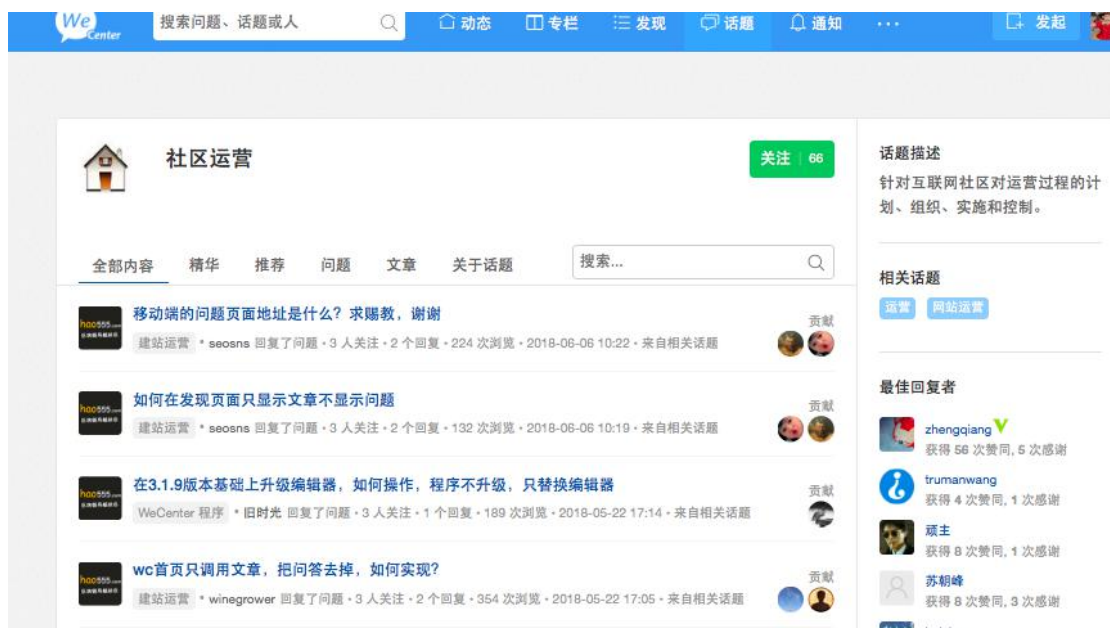 We
Center
搜索问题、话题或人
动态
专栏
发现
话题
通知
...
发起
社区运营
关注 66
全部内容
精华
推荐
问题
文章
关于话题
搜索...
移动端的问题页面地址是什么？求赐教，谢谢
建站运营 • seosns 回复了问题 • 3 人关注 • 2 个回复 • 224 次浏览 • 2018-06-06 10:22 • 来自相关话题
贡献
如何在发现页面只显示文章不显示问题
建站运营 • seosns 回复了问题 • 3 人关注 • 2 个回复 • 132 次浏览 • 2018-06-06 10:19 • 来自相关话题
贡献
在3.1.9版本基础上升级编辑器，如何操作，程序不升级，只替换编辑器
WeCenter 程序 • 旧时光 回复了问题 • 3 人关注 • 1 个回复 • 189 次浏览 • 2018-05-22 17:14 • 来自相关话题
贡献
wc首页只调用文章，把问答去掉，如何实现？
建站运营 • winegrower 回复了问题 • 3 人关注 • 2 个回复 • 354 次浏览 • 2018-05-22 17:05 • 来自相关话题
贡献
话题描述
针对互联网社区对运营过程的计
划、组织、实施和控制。
相关话题
运营
网站运营
最佳回复者
zhengqiang
获得 56 次赞同, 5 次感谢
trumanwang
获得 4 次赞同, 1 次感谢
顽主
获得 8 次赞同, 1 次感谢
苏朝峰
获得 8 次赞同, 3 次感谢